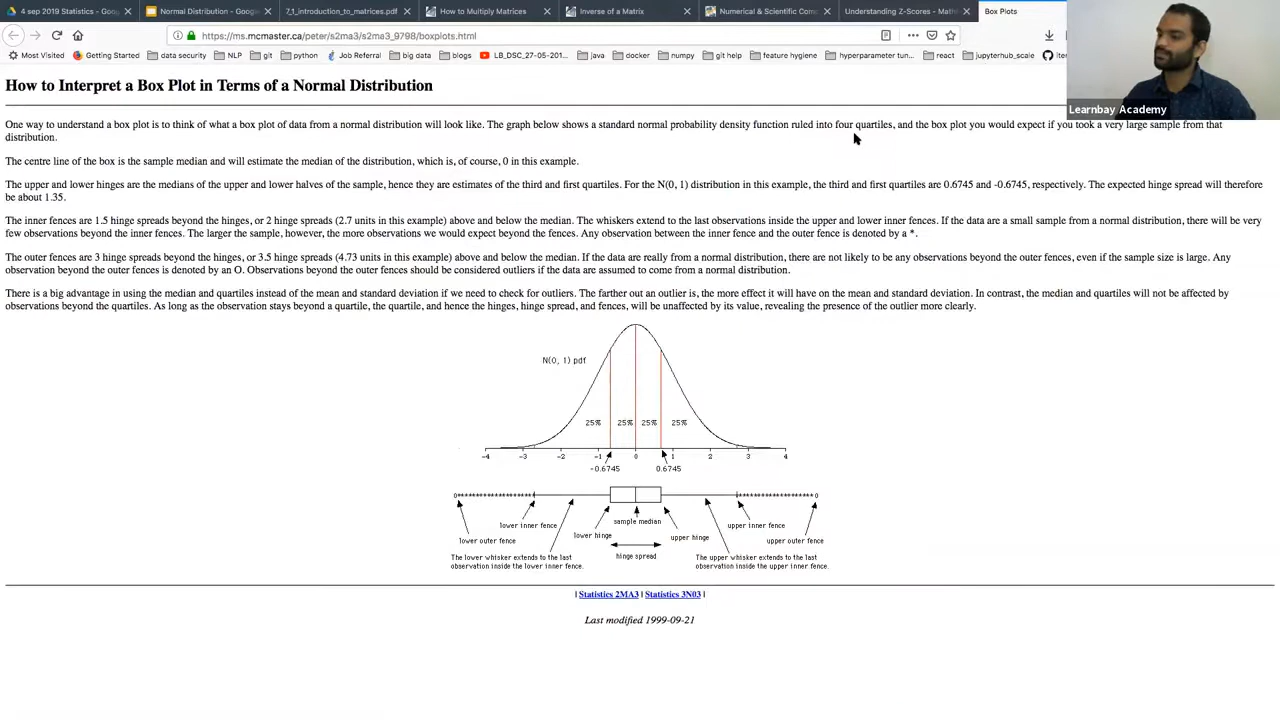 4 sep 2019 Statistics - Goog
Normal Distribution - Google
7_1_introduction_to_matrices.pdf
How to Multiply Matrices
Inverse of a Matrix
Numerical & Scientific Com
Understanding Z-Scores - Mat
Box Plots
https://ms.mcmaster.ca/peter/s2ma3/s2ma3_9798/boxplots.html
Most Visited
Getting Started
data security
NLP
git
python
Job Referral
big data
blogs
LB_DSC_27-05-201...
java
docker
numpy
git help
feature hygiene
hyperparameter tun...
react
jupyterhub_scale
Learnbay Academy
How to Interpret a Box Plot in Terms of a Normal Distribution
One way to understand a box plot is to think of what a box plot of data from a normal distribution will look like. The graph below shows a standard normal probability density function ruled into four quartiles, and the box plot you would expect if you took a very large sample from that
distribution.
The centre line of the box is the sample median and will estimate the median of the distribution, which is, of course, 0 in this example.
The upper and lower hinges are the medians of the upper and lower halves of the sample, hence they are estimates of the third and first quartiles. For the N(0, 1) distribution in this example, the third and first quartiles are 0.6745 and -0.6745, respectively. The expected hinge spread will therefore
be about 1.35.
The inner fences are 1.5 hinge spreads beyond the hinges, or 2 hinge spreads (2.7 units in this example) above and below the median. The whiskers extend to the last observations inside the upper and lower inner fences. If the data are a small sample from a normal distribution, there will be very
few observations beyond the inner fences. The larger the sample, however, the more observations we would expect beyond the fences. Any observation between the inner fence and the outer fence is denoted by a *.
The outer fences are 3 hinge spreads beyond the hinges, or 3.5 hinge spreads (4.73 units in this example) above and below the median. If the data are really from a normal distribution, there are not likely to be any observations beyond the outer fences, even if the sample size is large. Any
observation beyond the outer fences is denoted by an O. Observations beyond the outer fences should be considered outliers if the data are assumed to come from a normal distribution.
There is a big advantage in using the median and quartiles instead of the mean and standard deviation if we need to check for outliers. The farther out an outlier is, the more effect it will have on the mean and standard deviation. In contrast, the median and quartiles will not be affected by
observations beyond the quartiles. As long as the observation stays beyond a quartile, the quartile, and hence the hinges, hinge spread, and fences, will be unaffected by its value, revealing the presence of the outlier more clearly.
N(0, 1) pdf
25% 25% 25% 25%
-4 -3 -2 -1 0 1 2 3 4
-0.6745 0.6745
sample median
lower inner fence
upper inner fence
lower hinge
upper hinge
lower outer fence
upper outer fence
hinge spread
The lower whisker extends to the last
observation inside the lower inner fence.
The upper whisker extends to the last
observation inside the upper inner fence.
| Statistics 2MA3 | Statistics 3N03 |
Last modified 1999-09-21